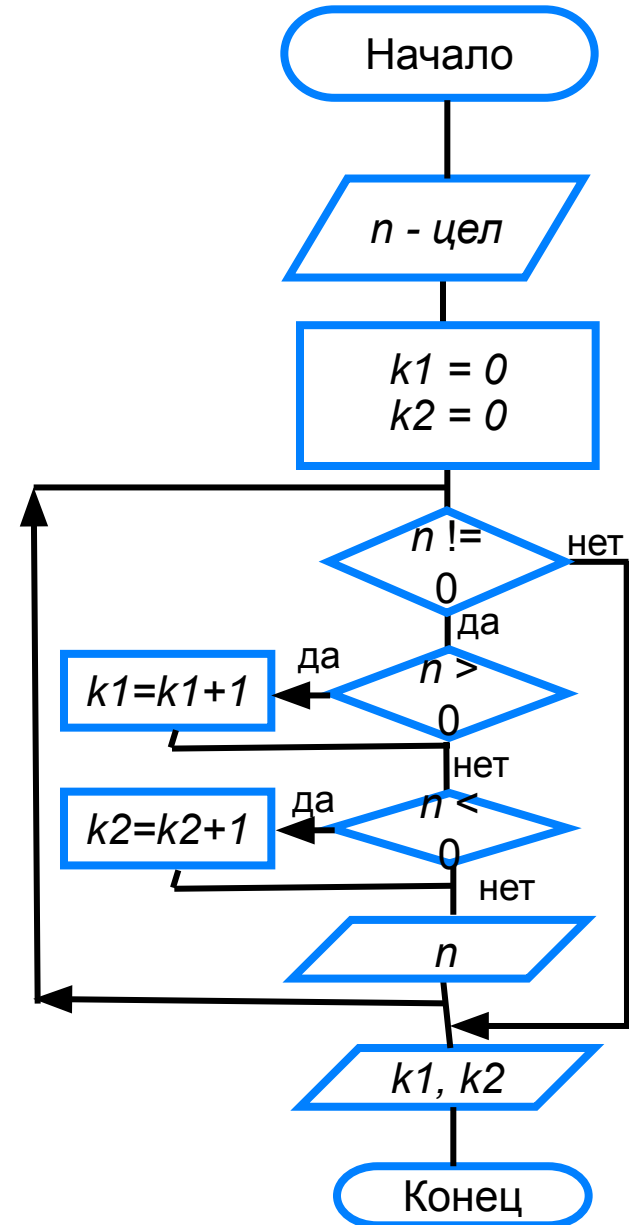 Начало
n - цел
k1 = 0
k2 = 0
n !=
0
нет
да
n >
0
да
k1=k1+1
нет
n <
0
да
k2=k2+1
нет
n
k1, k2
Конец